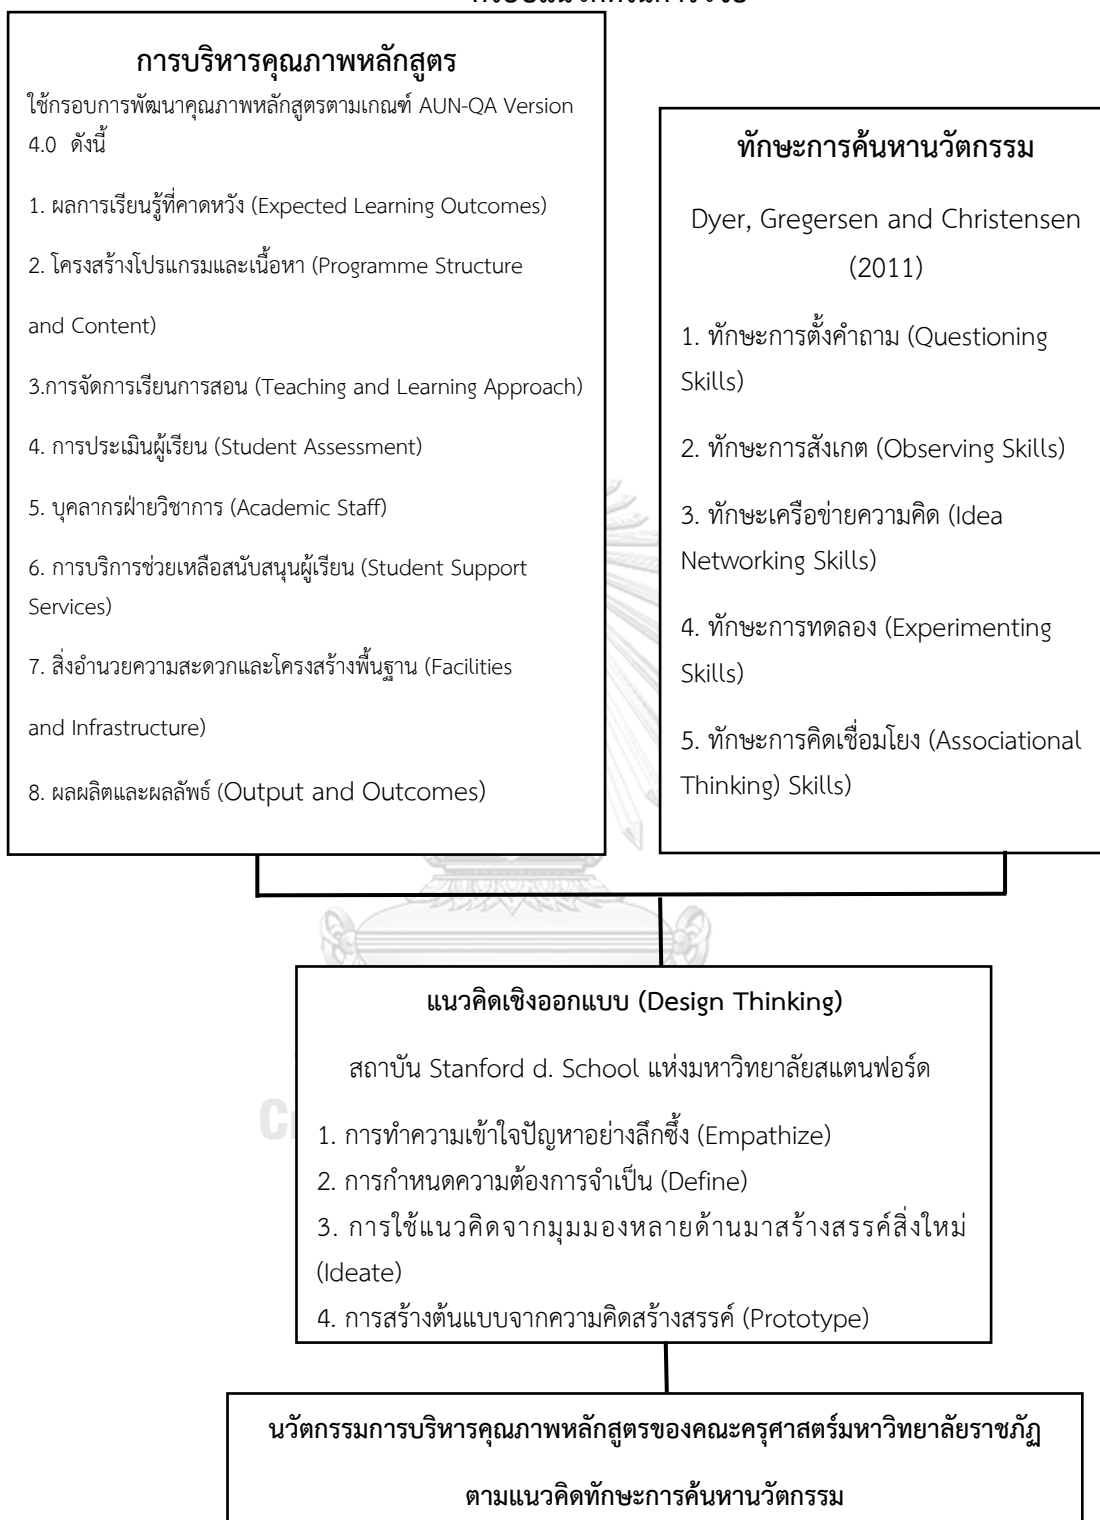 การบริหารคุณภาพหลักสูตร
ใช้กรอบการพัฒนาคุณภาพหลักสูตรตามเกณฑ์ AUN-QA Version
4.0 ดังนี้
1. ผลการเรียนรู้ที่คาดหวัง (Expected Learning Outcomes)
2. โครงสร้างโปรแกรมและเนื้อหา (Programme Structure
and Content)
3.การจัดการเรียนการสอน (Teaching and Learning Approach)
4. การประเมินผู้เรียน (Student Assessment)
5. บุคลากรฝ่ายวิชาการ (Academic Staff)
6. การบริการช่วยเหลือสนับสนุนผู้เรียน (Student Support
Services)
7. สิ่งอำนวยความสะดวกและโครงสร้างพื้นฐาน (Facilities
and Infrastructure)
8. ผลผลิตและผลลัพธ์ (Output and Outcomes)
ทักษะการค้นหานวัตกรรม
Dyer, Gregersen and Christensen
(2011)
1. ทักษะการตั้งคำถาม (Questioning
Skills)
2. ทักษะการสังเกต (Observing Skills)
3. ทักษะเครือข่ายความคิด (Idea
Networking Skills)
4. ทักษะการทดลอง (Experimenting
Skills)
5. ทักษะการคิดเชื่อมโยง (Associational
Thinking) Skills)
แนวคิดเชิงออกแบบ (Design Thinking)
สถาบัน Stanford d. School แห่งมหาวิทยาลัยสแตนฟอร์ด
1. การทำความเข้าใจปัญหาอย่างลึกซึ้ง (Empathize)
2. การกำหนดความต้องการจำเป็น (Define)
3. การใช้แนวคิดจากมุมมองหลายด้านมาสร้างสรรค์สิ่งใหม่
(Ideate)
4. การสร้างต้นแบบจากความคิดสร้างสรรค์ (Prototype)
นวัตกรรมการบริหารคุณภาพหลักสูตรของคณะครุศาสตร์มหาวิทยาลัยราชภัฏ
ตามแนวคิดทักษะการค้นหานวัตกรรม